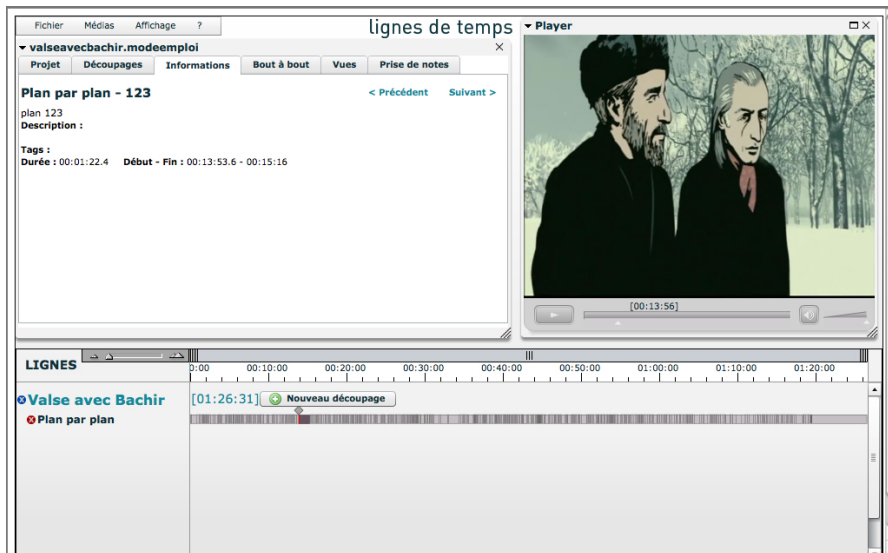 Fichier Médias Affichage ?
lignes de temps
valseavecbachir.modeemploi
Projet Découpages Informations Bout à bout Vues Prise de notes
Plan par plan - 123
< Précédent Suivant >
plan 123
Description :
Tags :
Durée : 00:01:22.4 Début - Fin : 00:13:53.6 - 00:15:16
Player
[00:13:56]
LIGNES
0:00 00:10:00 00:20:00 00:30:00 00:40:00 00:50:00 01:00:00 01:10:00 01:20:00
Valse avec Bachir
[01:26:31] Nouveau découpage
Plan par plan